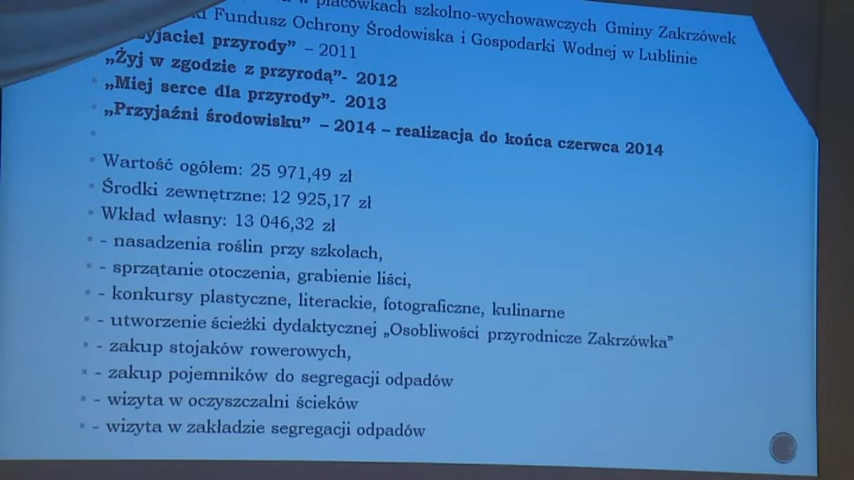 placówkach szkolno-wychowawczych Gminy Zakrzówek
Fundusz Ochrony Środowiska i Gospodarki Wodnej w Lublinie
przyrody” – 2011
„Żyj w zgodzie z przyrodą”- 2012
„Miej serce dla przyrody”- 2013
„Przyjaźni środowisku” – 2014 – realizacja do końca czerwca 2014
Wartość ogółem: 25 971,49 zł
Środki zewnętrzne: 12 925,17 zł
Wkład własny: 13 046,32 zł
- nasadzenia roślin przy szkołach,
- sprzątanie otoczenia, grabienie liści,
- konkursy plastyczne, literackie, fotograficzne, kulinarne
- utworzenie ścieżki dydaktycznej „Osobliwości przyrodnicze Zakrzówka”
- zakup stojaków rowerowych,
- zakup pojemników do segregacji odpadów
- wizyta w oczyszczalni ścieków
- wizyta w zakładzie segregacji odpadów